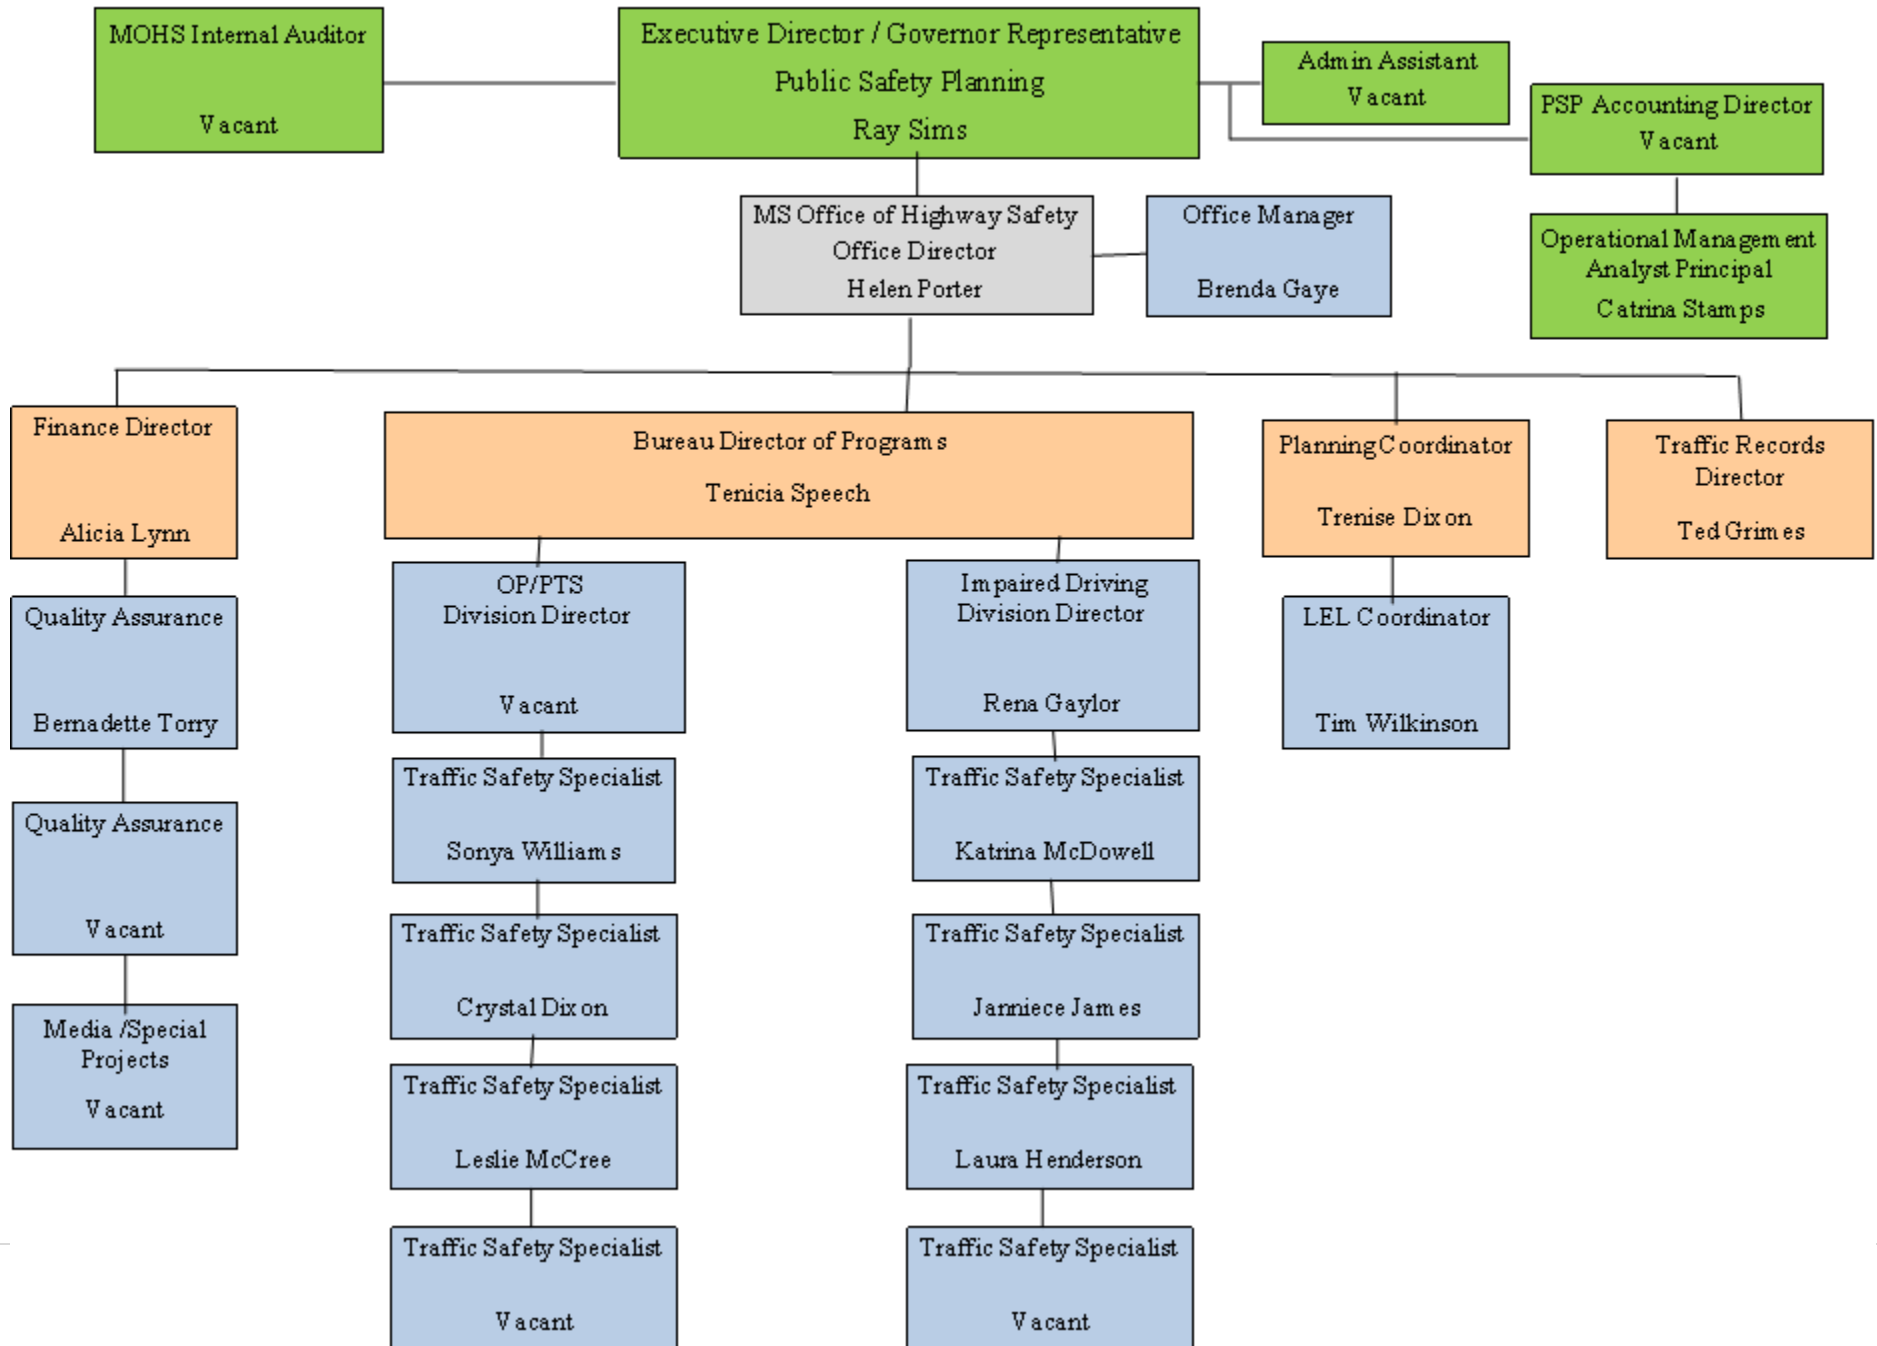 MOHS Internal Auditor
Vacant
Executive Director / Governor Representative
Public Safety Planning
Ray Sims
Admin Assistant
Vacant
PSP Accounting Director
Vacant
MS Office of Highway Safety
Office Director
Helen Porter
Office Manager
Brenda Gaye
Operational Management
Analyst Principal
Catrina Stamps
Finance Director
Alicia Lynn
Bureau Director of Programs
Tenicia Speech
Planning Coordinator
Trenise Dixon
Traffic Records
Director
Ted Grimes
Quality Assurance
Bernadette Torry
OP/PTS
Division Director
Vacant
Impaired Driving
Division Director
Rena Gaylor
LEL Coordinator
Tim Wilkinson
Quality Assurance
Vacant
Traffic Safety Specialist
Sonya Williams
Traffic Safety Specialist
Katrina McDowell
Media /Special
Projects
Vacant
Traffic Safety Specialist
Crystal Dixon
Traffic Safety Specialist
Janniece James
Traffic Safety Specialist
Leslie McCree
Traffic Safety Specialist
Laura Henderson
Traffic Safety Specialist
Vacant
Traffic Safety Specialist
Vacant